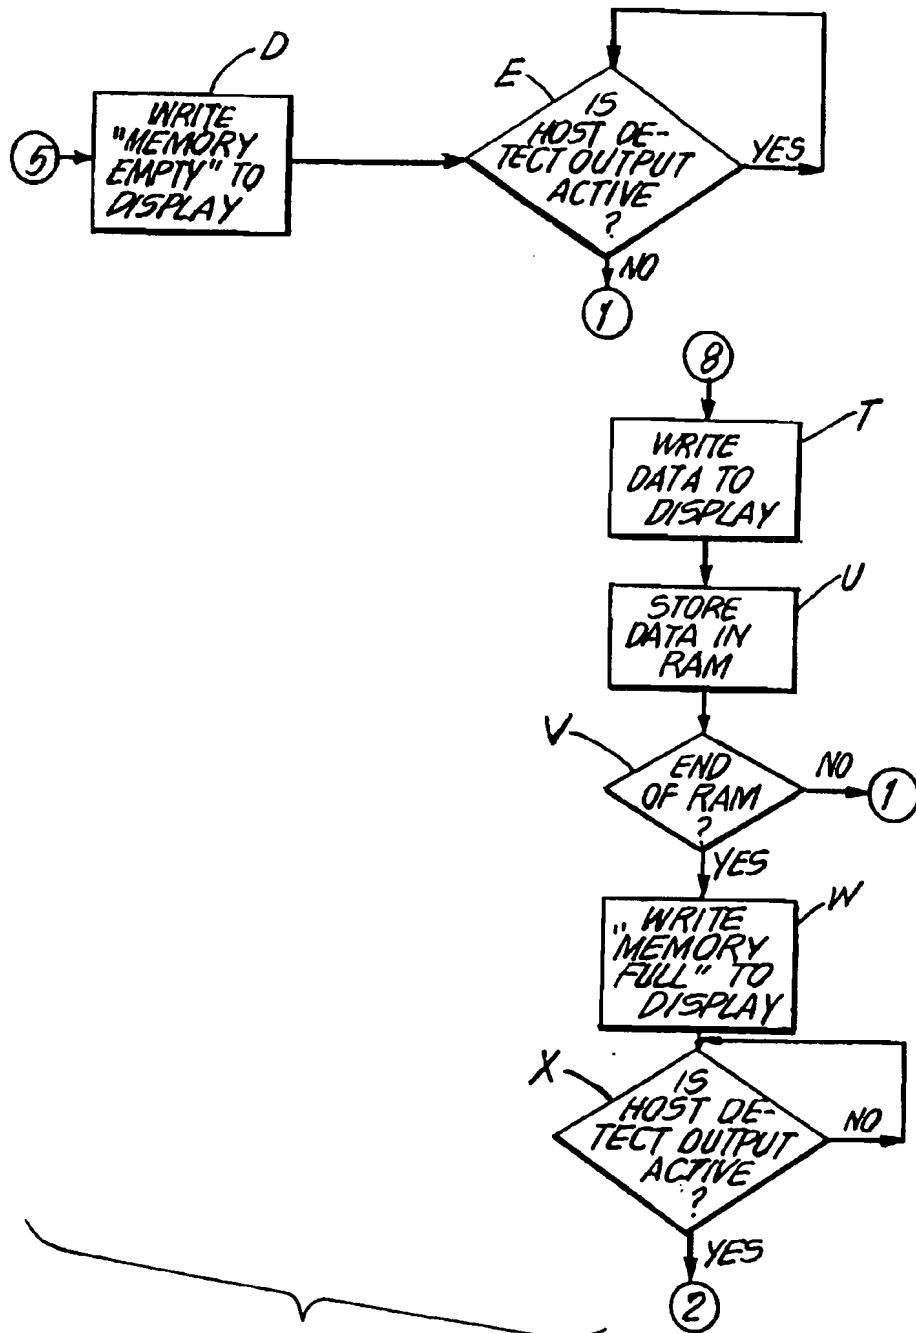 D
E
5
WRITE
"MEMORY
EMPTY" TO
DISPLAY
IS
HOST DE-
TECT OUTPUT
ACTIVE
?
YES
NO
1
8
T
WRITE
DATA TO
DISPLAY
U
STORE
DATA IN
RAM
V
END
OF RAM
?
NO
1
YES
W
"WRITE
MEMORY
FULL" TO
DISPLAY
X
IS
HOST DE-
TECT OUTPUT
ACTIVE
?
NO
YES
2